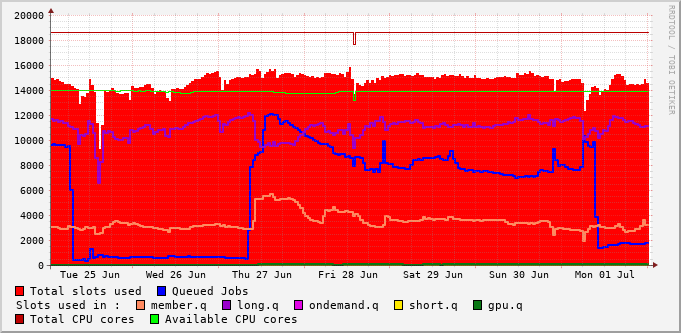 20000
18000
16000
14000
12000
10000
8000
6000
4000
2000
0
Tue 25 Jun Wed 26 Jun Thu 27 Jun Fri 28 Jun Sat 29 Jun Sun 30 Jun Mon 01 Jul
Total slots used Queued Jobs
Slots used in : member.q long.q ondemand.q short.q gpu.q
Total CPU cores Available CPU cores
RRDTOOL / TOBI OETIKER